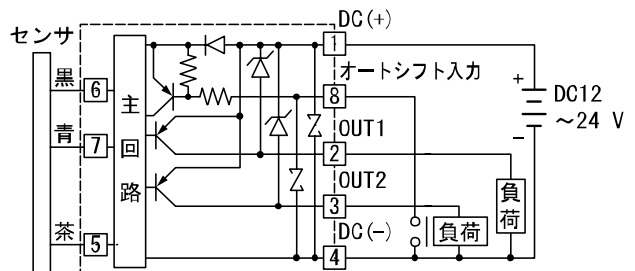 センサ
黒
青
茶
6
7
5
主回路
DC(+)
1
オートシフト入力
8
OUT1
2
OUT2
3
DC(-)
4
負荷
負荷
+
DC12
～24 V
-